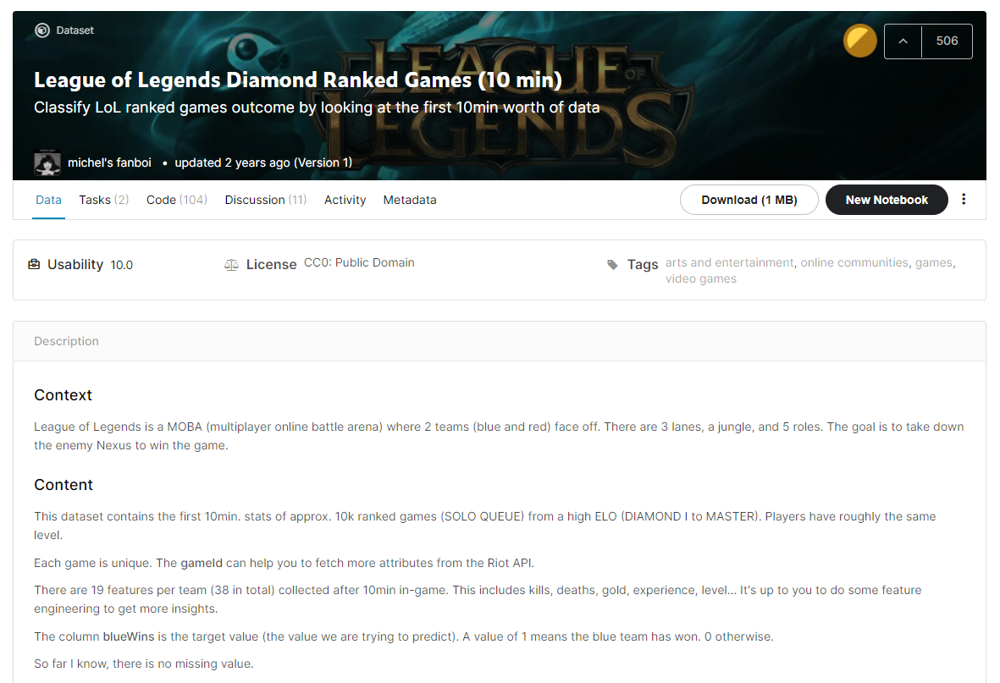 Dataset
506
LEAGUE OF
LEGENDS
League of Legends Diamond Ranked Games (10 min)
Classify LoL ranked games outcome by looking at the first 10min worth of data
michel's fanboi • updated 2 years ago (Version 1)
Data Tasks (2) Code (104) Discussion (11) Activity Metadata Download (1 MB) New Notebook
Usability 10.0 License CC0: Public Domain Tags arts and entertainment, online communities, games,
video games
Description
Context
League of Legends is a MOBA (multiplayer online battle arena) where 2 teams (blue and red) face off. There are 3 lanes, a jungle, and 5 roles. The goal is to take down
the enemy Nexus to win the game.
Content
This dataset contains the first 10min. stats of approx. 10k ranked games (SOLO QUEUE) from a high ELO (DIAMOND I to MASTER). Players have roughly the same
level.
Each game is unique. The gameId can help you to fetch more attributes from the Riot API.
There are 19 features per team (38 in total) collected after 10min in-game. This includes kills, deaths, gold, experience, level... It's up to you to do some feature
engineering to get more insights.
The column blueWins is the target value (the value we are trying to predict). A value of 1 means the blue team has won. 0 otherwise.
So far I know, there is no missing value.